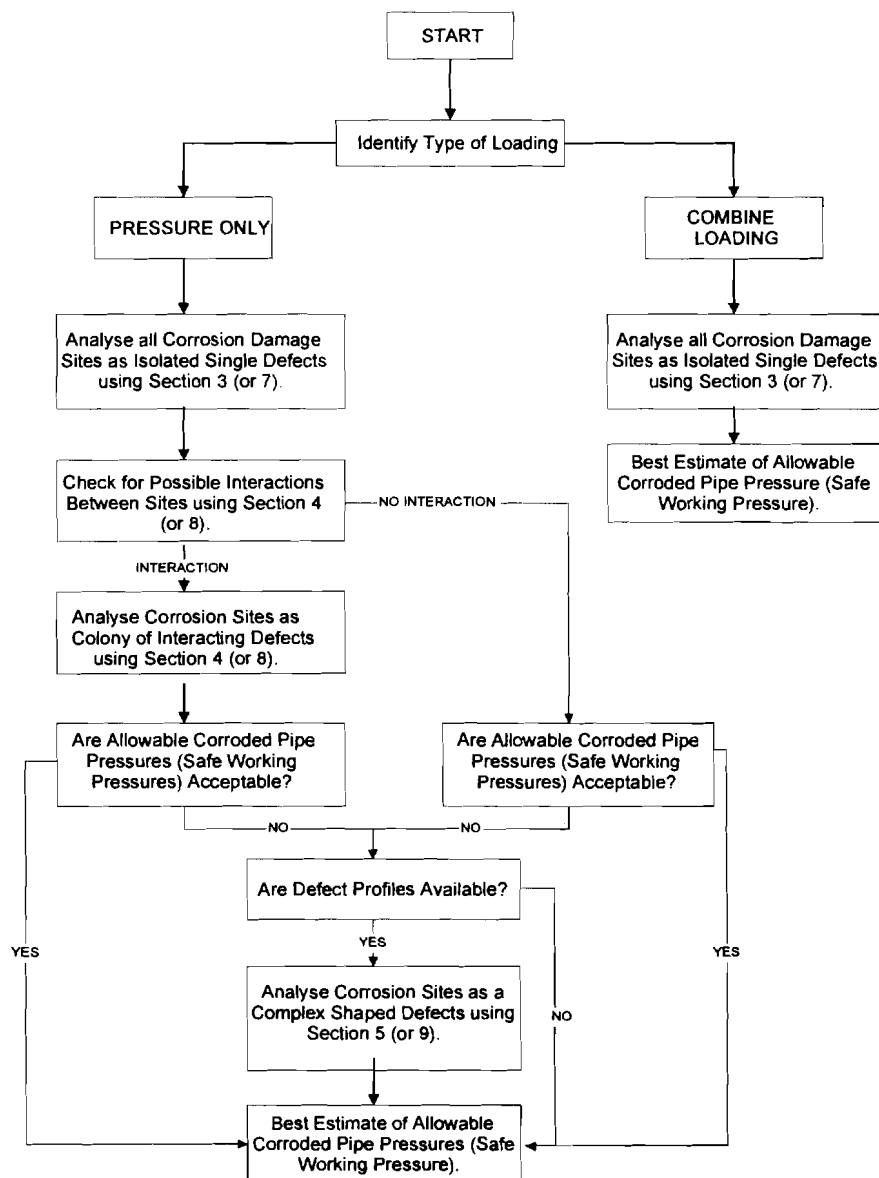 START
Identify Type of Loading
PRESSURE ONLY
COMBINE
LOADING
Analyse all Corrosion Damage
Sites as Isolated Single Defects
using Section 3 (or 7).
Analyse all Corrosion Damage
Sites as Isolated Single Defects
using Section 3 (or 7).
Check for Possible Interactions
Between Sites using Section 4
(or 8).
NO INTERACTION
Best Estimate of Allowable
Corroded Pipe Pressure (Safe
Working Pressure).
INTERACTION
Analyse Corrosion Sites as
Colony of Interacting Defects
using Section 4 (or 8).
Are Allowable Corroded Pipe
Pressures (Safe Working
Pressures) Acceptable?
Are Allowable Corroded Pipe
Pressures (Safe Working
Pressures) Acceptable?
NO
NO
Are Defect Profiles Available?
YES
YES
YES
Analyse Corrosion Sites as a
Complex Shaped Defects using
Section 5 (or 9).
NO
Best Estimate of Allowable
Corroded Pipe Pressures (Safe
Working Pressure).